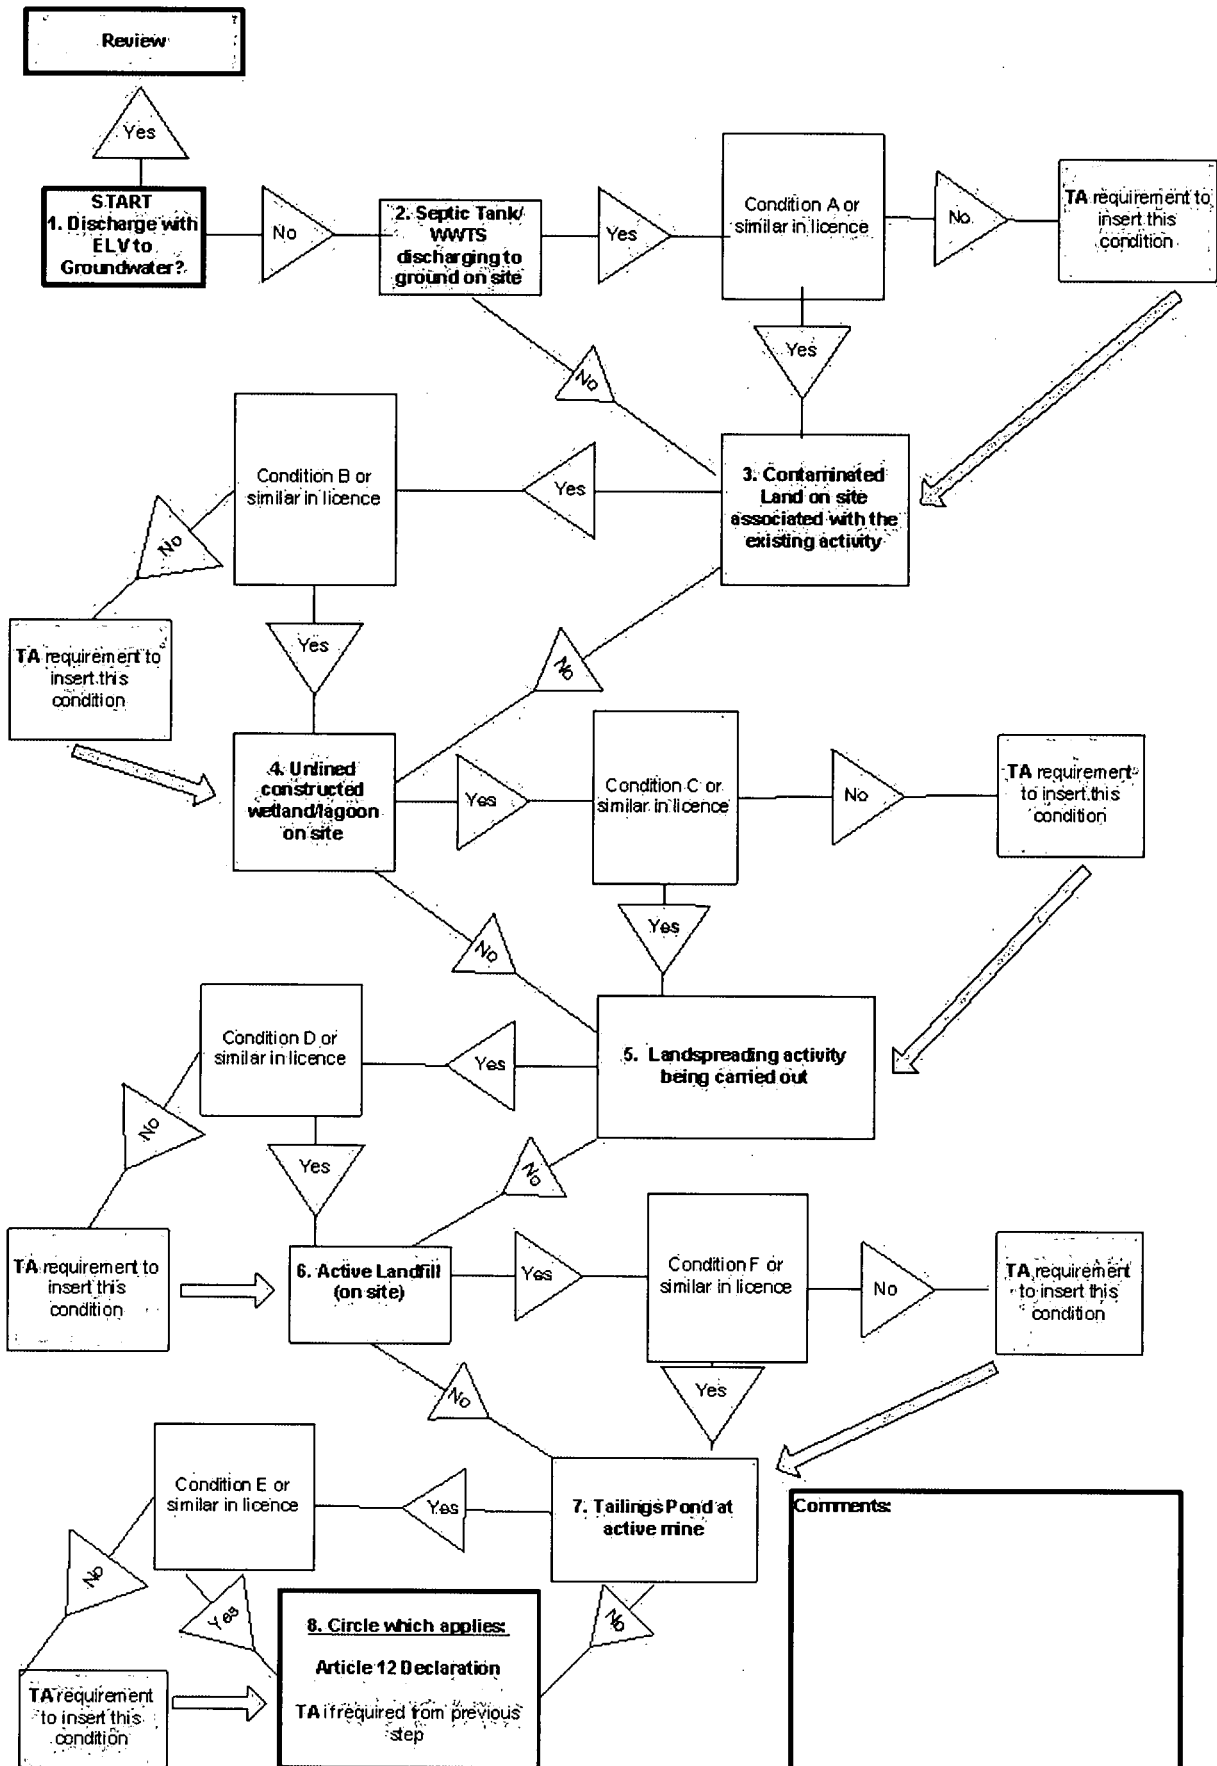 Review
Yes
START
1. Discharge with
ELV to
Groundwater?
No
2. Septic Tank/
WWTS
discharging to
ground on site
Yes
Condition A or
similar in licence
No
TA requirement to
insert this
condition
Yes
No
3. Contaminated
Land on site
associated with the
existing activity
Yes
Condition B or
similar in licence
No
TA requirement to
insert this
condition
Yes
No
4. Unlined
constructed
wetland/lagoon
on site
Yes
Condition C or
similar in licence
No
TA requirement
to insert this
condition
Yes
No
5. Landspreading activity
being carried out
Yes
Condition D or
similar in licence
No
TA requirement to
insert this
condition
Yes
No
6. Active Landfill
(on site)
Yes
Condition F or
similar in licence
No
TA requirement
to insert this
condition
Yes
No
7. Tailings Pond at
active mine
Yes
Condition E or
similar in licence
No
TA requirement
to insert this
condition
Yes
No
8. Circle which applies:
Article 12 Declaration
TA if required from previous
step
Comments: